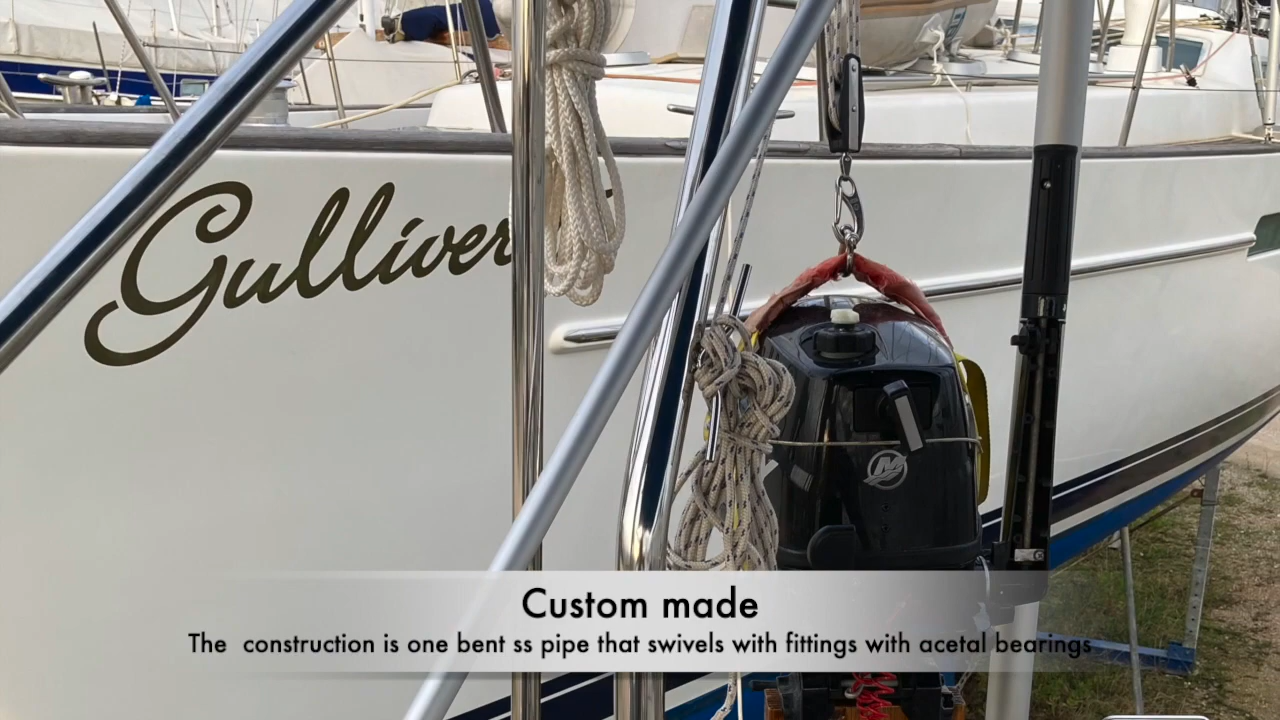 Gulliver
Custom made
The  construction is one bent ss pipe that swivels with fittings with acetal bearings